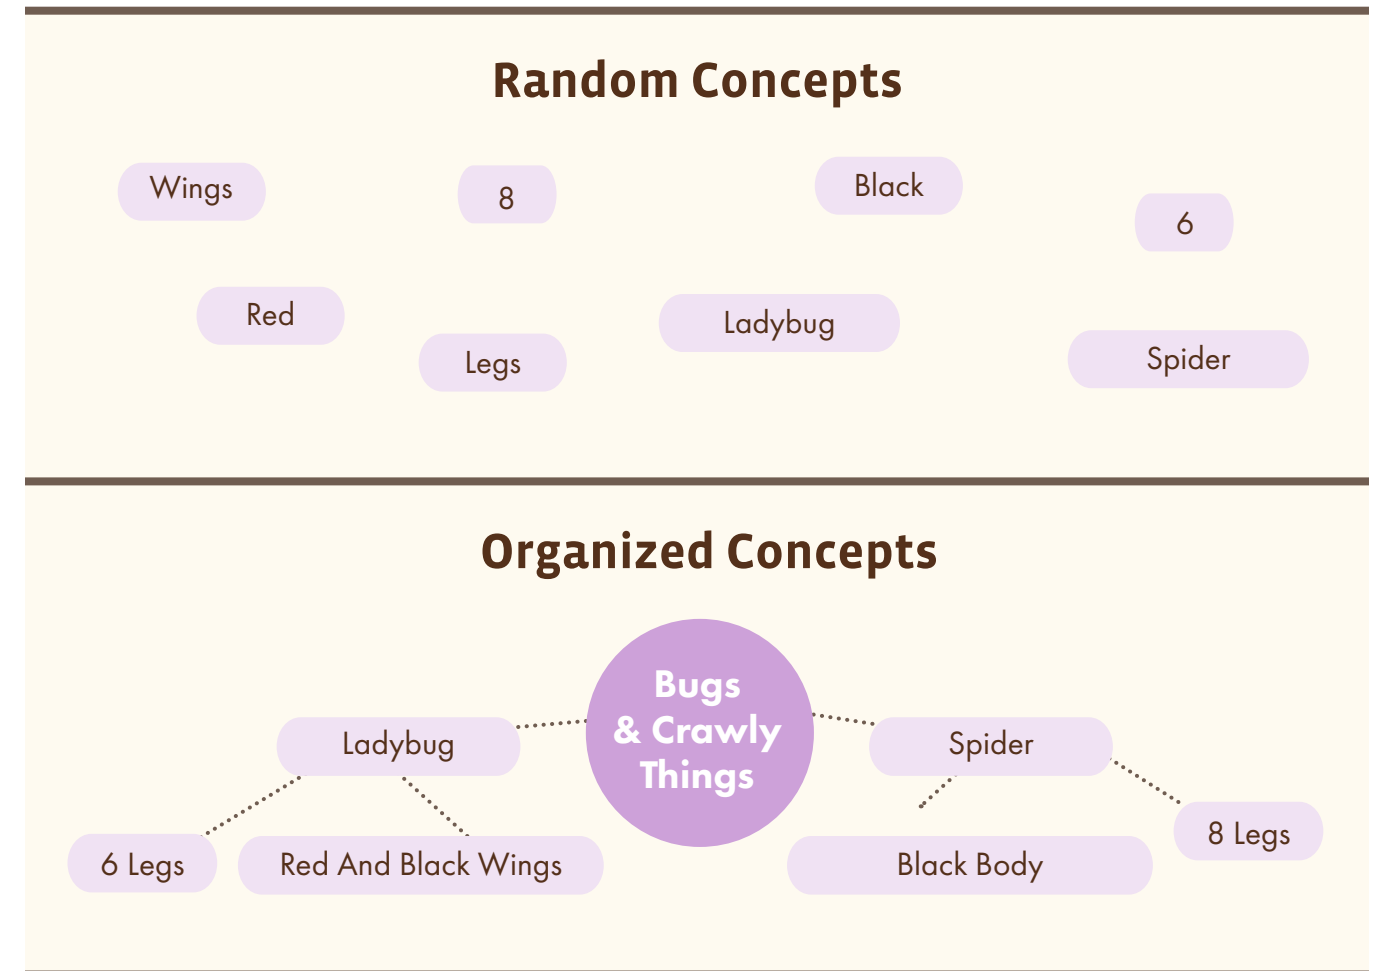 Random Concepts
Wings
8
Black
6
Red
Legs
Ladybug
Spider
Organized Concepts
Bugs
& Crawly
Things
Ladybug
Spider
6 Legs
Red And Black Wings
Black Body
8 Legs